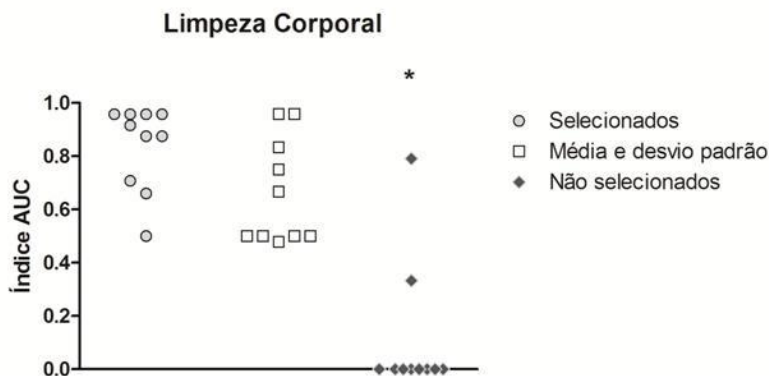 Limpeza Corporal
*
Índice AUC
1.0
0.8
0.6
0.4
0.2
0.0
Selecionados
Média e desvio padrão
Não selecionados